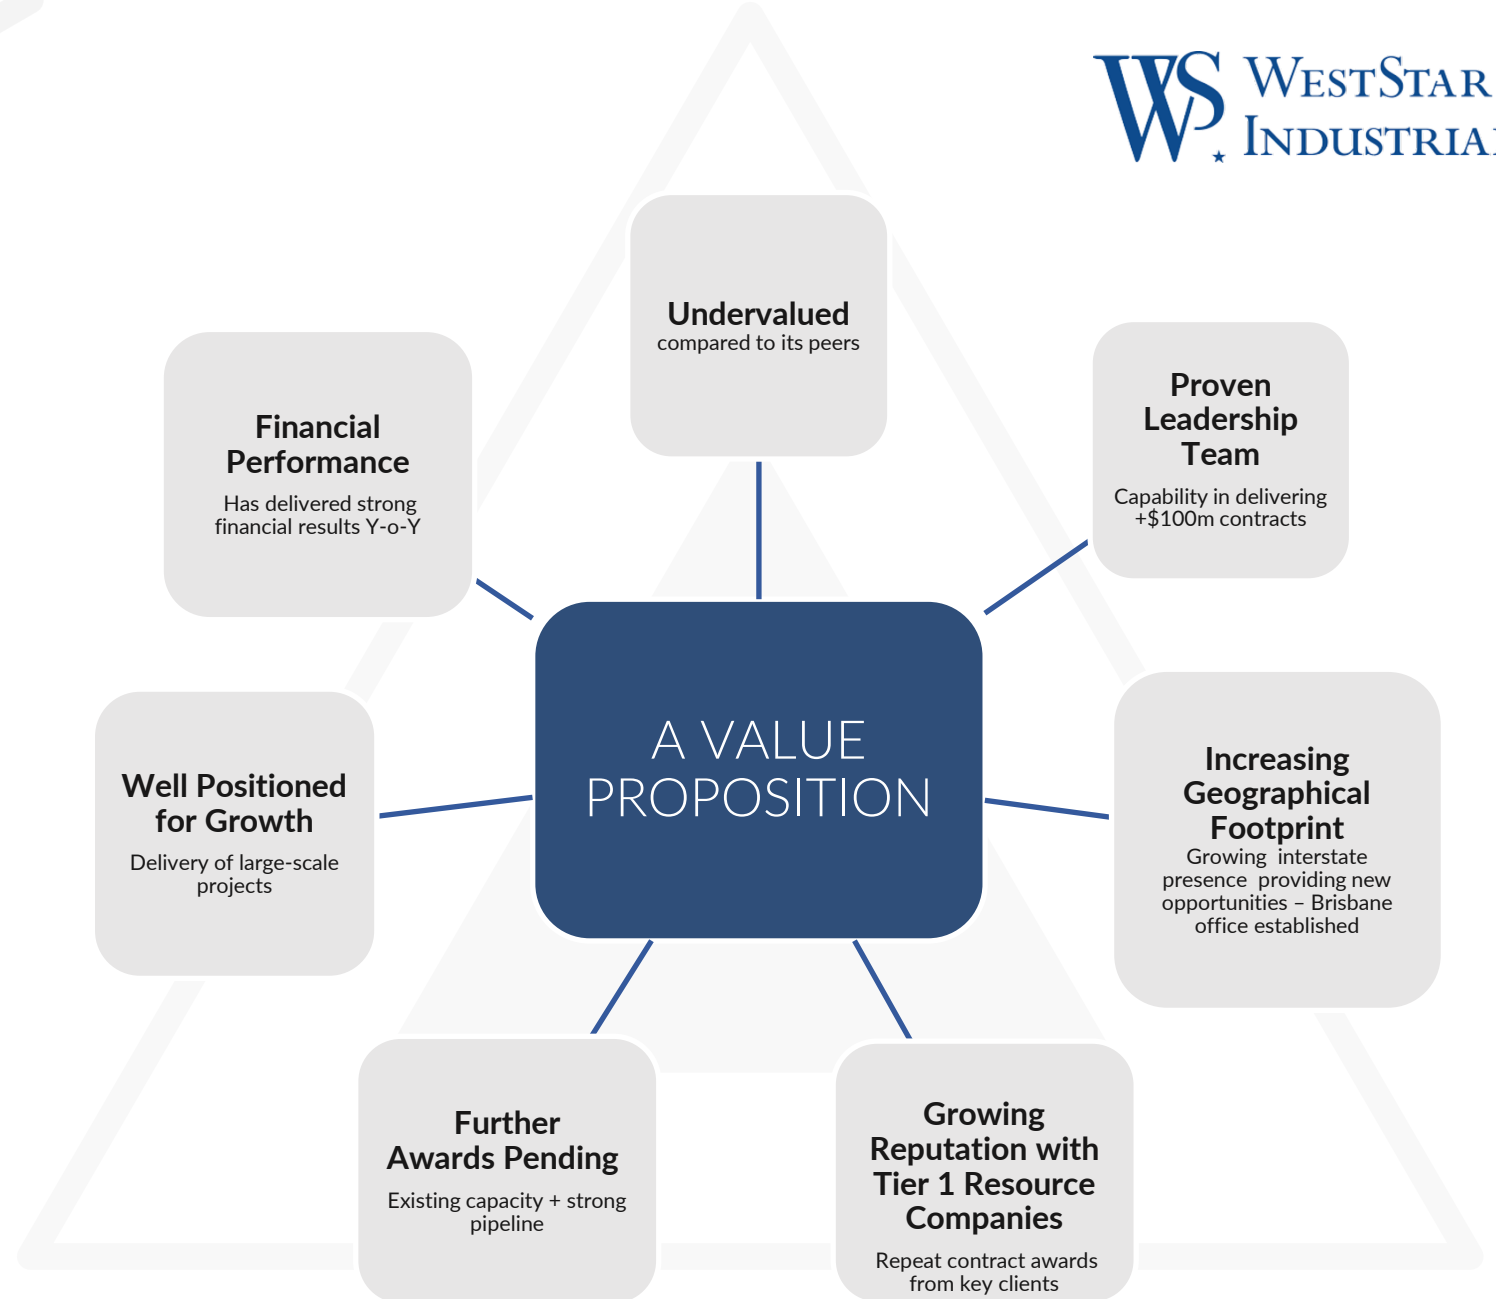 WS
WESTSTAR
INDUSTRIAL
Undervalued
compared to its peers
Proven
Leadership
Team
Capability in delivering
+$100m contracts
Increasing
Geographical
Footprint
Growing interstate
presence providing new
opportunities – Brisbane
office established
Growing
Reputation with
Tier 1 Resource
Companies
Repeat contract awards
from key clients
Further
Awards Pending
Existing capacity + strong
pipeline
Well Positioned
for Growth
Delivery of large-scale
projects
Financial
Performance
Has delivered strong
financial results Y-o-Y
A VALUE
PROPOSITION